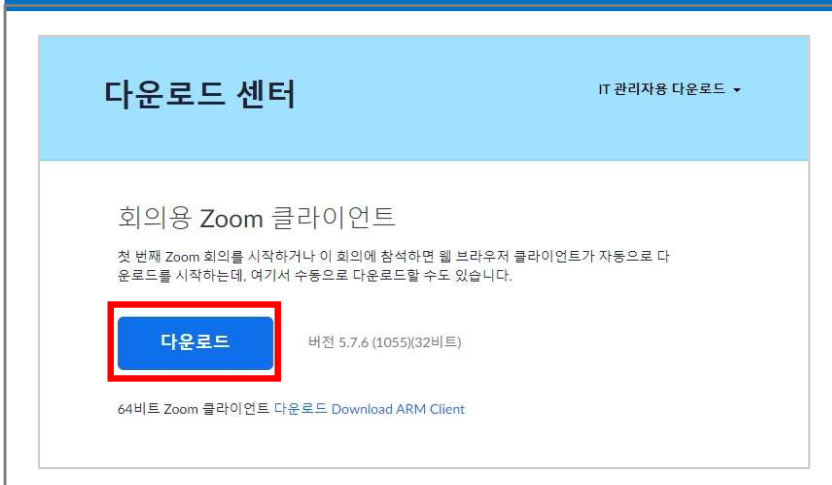 다운로드 센터
IT 관리자용 다운로드
회의용 Zoom 클라이언트
첫 번째 Zoom 회의를 시작하거나 이 회의에 참석하면 웹 브라우저 클라이언트가 자동으로 다
운로드를 시작하는데, 여기서 수동으로 다운로드할 수도 있습니다.
다운로드
버전 5.7.6 (1055)(32비트)
64비트 Zoom 클라이언트 다운로드 Download ARM Client